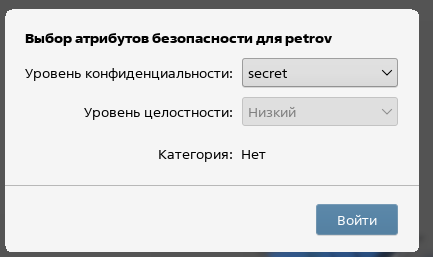 Выбор атрибутов безопасности для petrov
Уровень конфиденциальности: secret
Уровень целостности: Низкий
Категория: Нет
Войти